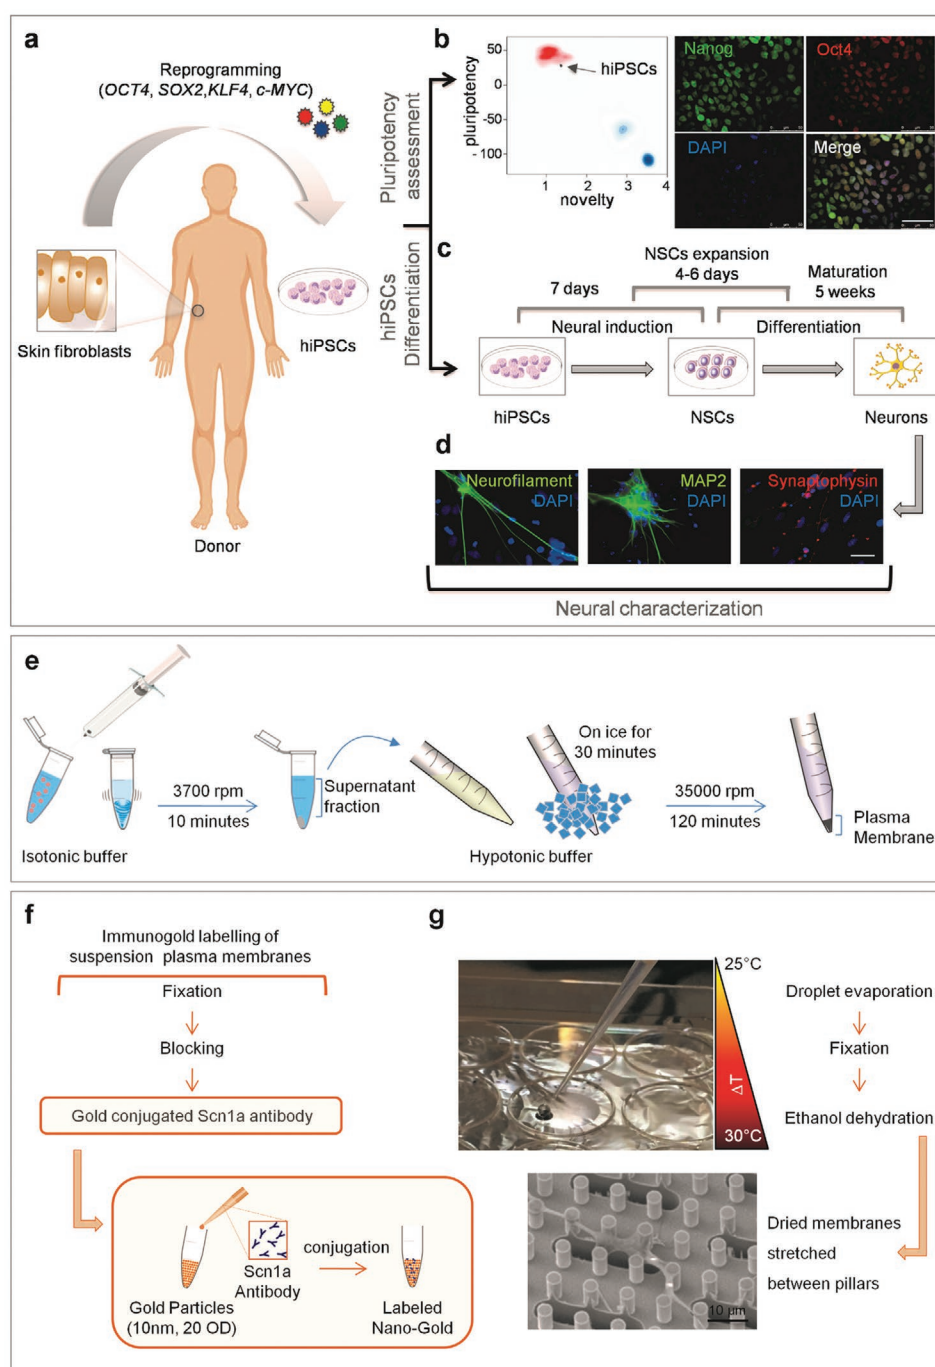 a
Reprogramming
(OCT4, SOX2,KLF4, c-MYC)
Skin fibroblasts
hiPSCs
Donor
Pluripotency
assessment
hiPSCs
Differentiation
b
pluripotency
50
0
-50
- 100
hiPSCs
1
2
3
4
novelty
Nanog
Oct4
DAPI
Merge
c
NSCs expansion
4-6 days
7 days
Maturation
5 weeks
Neural induction
Differentiation
hiPSCs
NSCs
Neurons
d
Neurofilament
DAPI
MAP2
DAPI
Synaptophysin
DAPI
Neural characterization
e
On ice for
30 minutes
3700 rpm
10 minutes
Supernatant
fraction
35000 rpm
120 minutes
Plasma
Membrane
Isotonic buffer
Hypotonic buffer
f
Immunogold labelling of
suspension plasma membranes
Fixation
Blocking
Gold conjugated Scn1a antibody
conjugation
Scn1a
Antibody
Gold Particles
(10nm, 20 OD)
Labeled
Nano-Gold
g
25°C
ΔT
30°C
Droplet evaporation
Fixation
Ethanol dehydration
Dried membranes
stretched
between pillars
10 µm